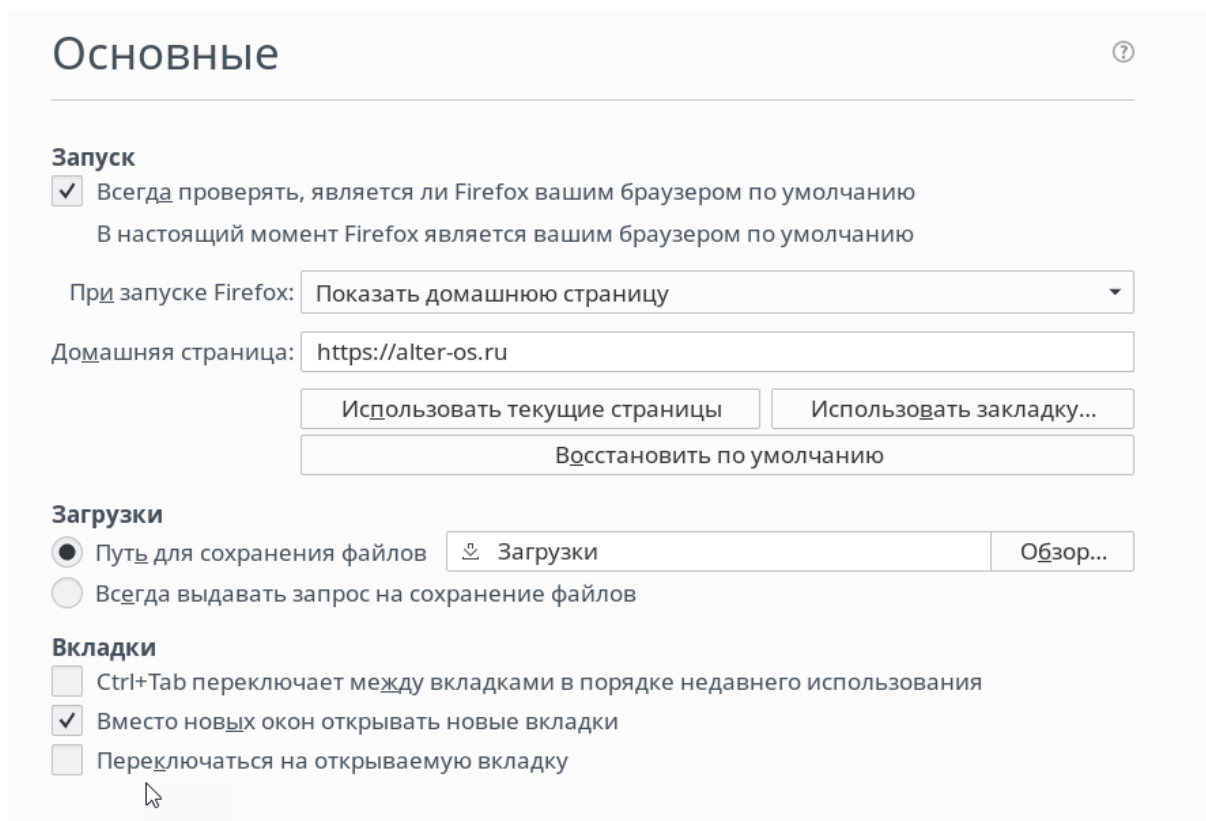 Основные
Запуск
Всегда проверять, является ли Firefox вашим браузером по умолчанию
В настоящий момент Firefox является вашим браузером по умолчанию
При запуске Firefox: Показать домашнюю страницу
Домашняя страница: https://alter-os.ru
Использовать текущие страницы Использовать закладку...
Восстановить по умолчанию
Загрузки
Путь для сохранения файлов Загрузки Обзор...
Всегда выдавать запрос на сохранение файлов
Вкладки
Ctrl+Tab переключает между вкладками в порядке недавнего использования
Вместо новых окон открывать новые вкладки
Переключаться на открываемую вкладку